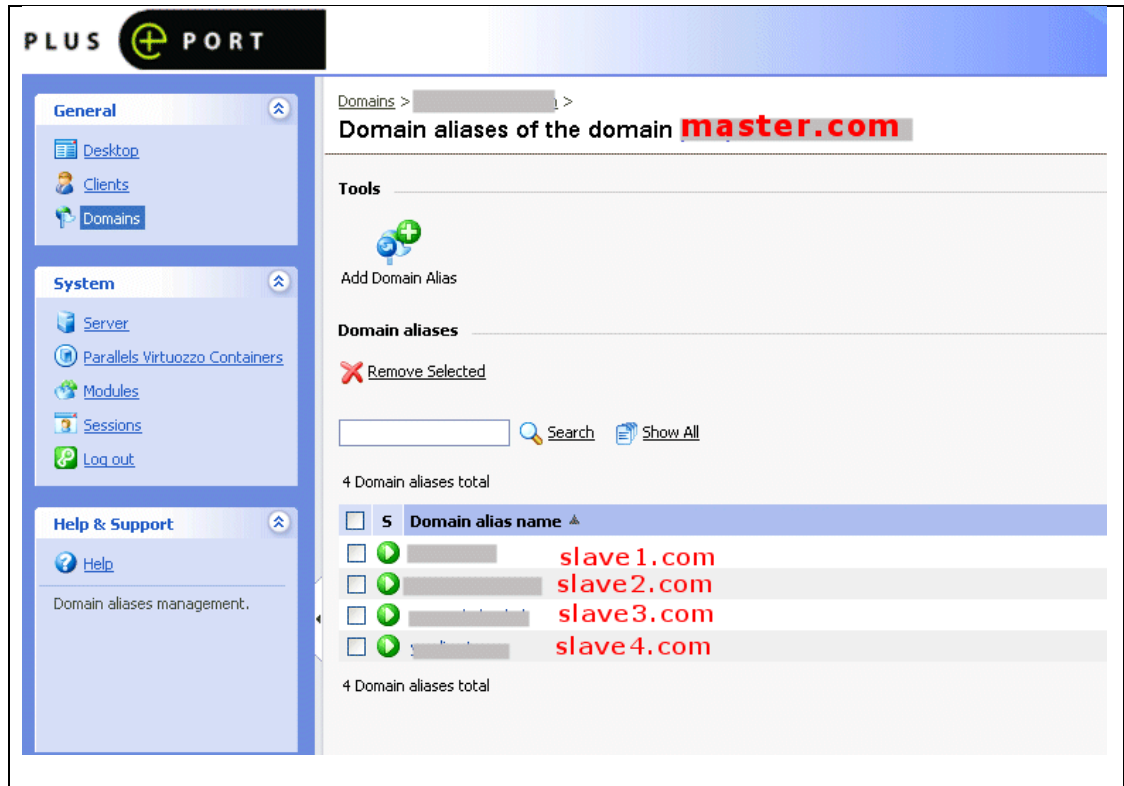 PLUS PORT
General
Desktop
Clients
Domains
System
Server
Parallels Virtuozzo Containers
Modules
Sessions
Log out
Help & Support
Help
Domain aliases management.
Domains > >
Domain aliases of the domain master.com
Tools
Add Domain Alias
Domain aliases
Remove Selected
Search Show All
4 Domain aliases total
S Domain alias name
slave1.com
slave2.com
slave3.com
slave4.com
4 Domain aliases total